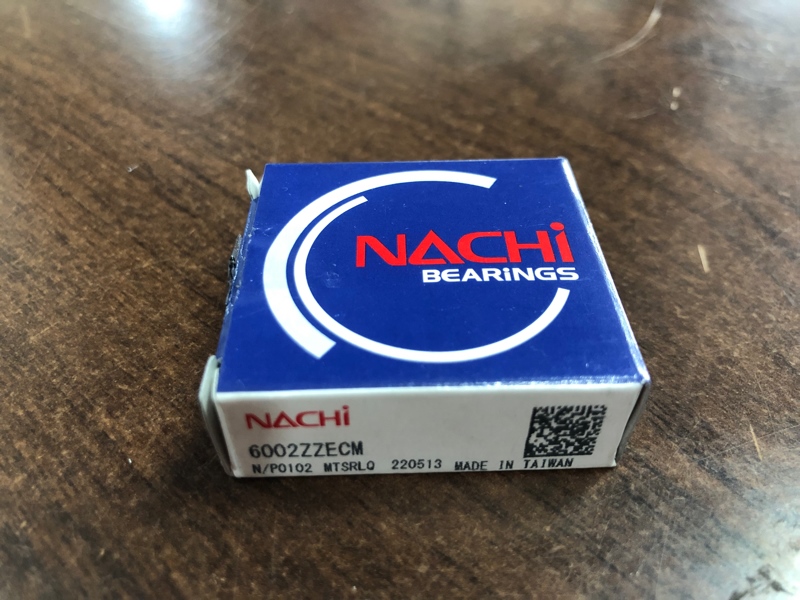 NACHi
BEARiNGS
NACHi
6002ZZECM
N/P0102 MTSRLQ 220513 MADE IN TAIWAN